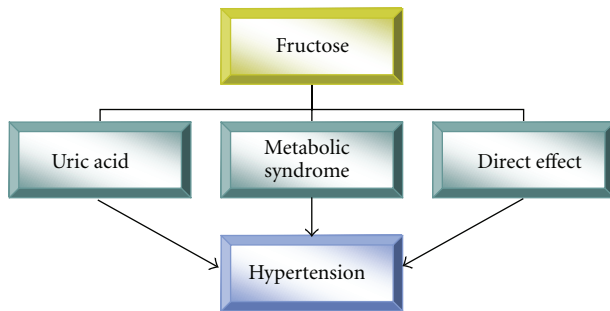 Fructose
Uric acid
Metabolic
syndrome
Direct effect
Hypertension